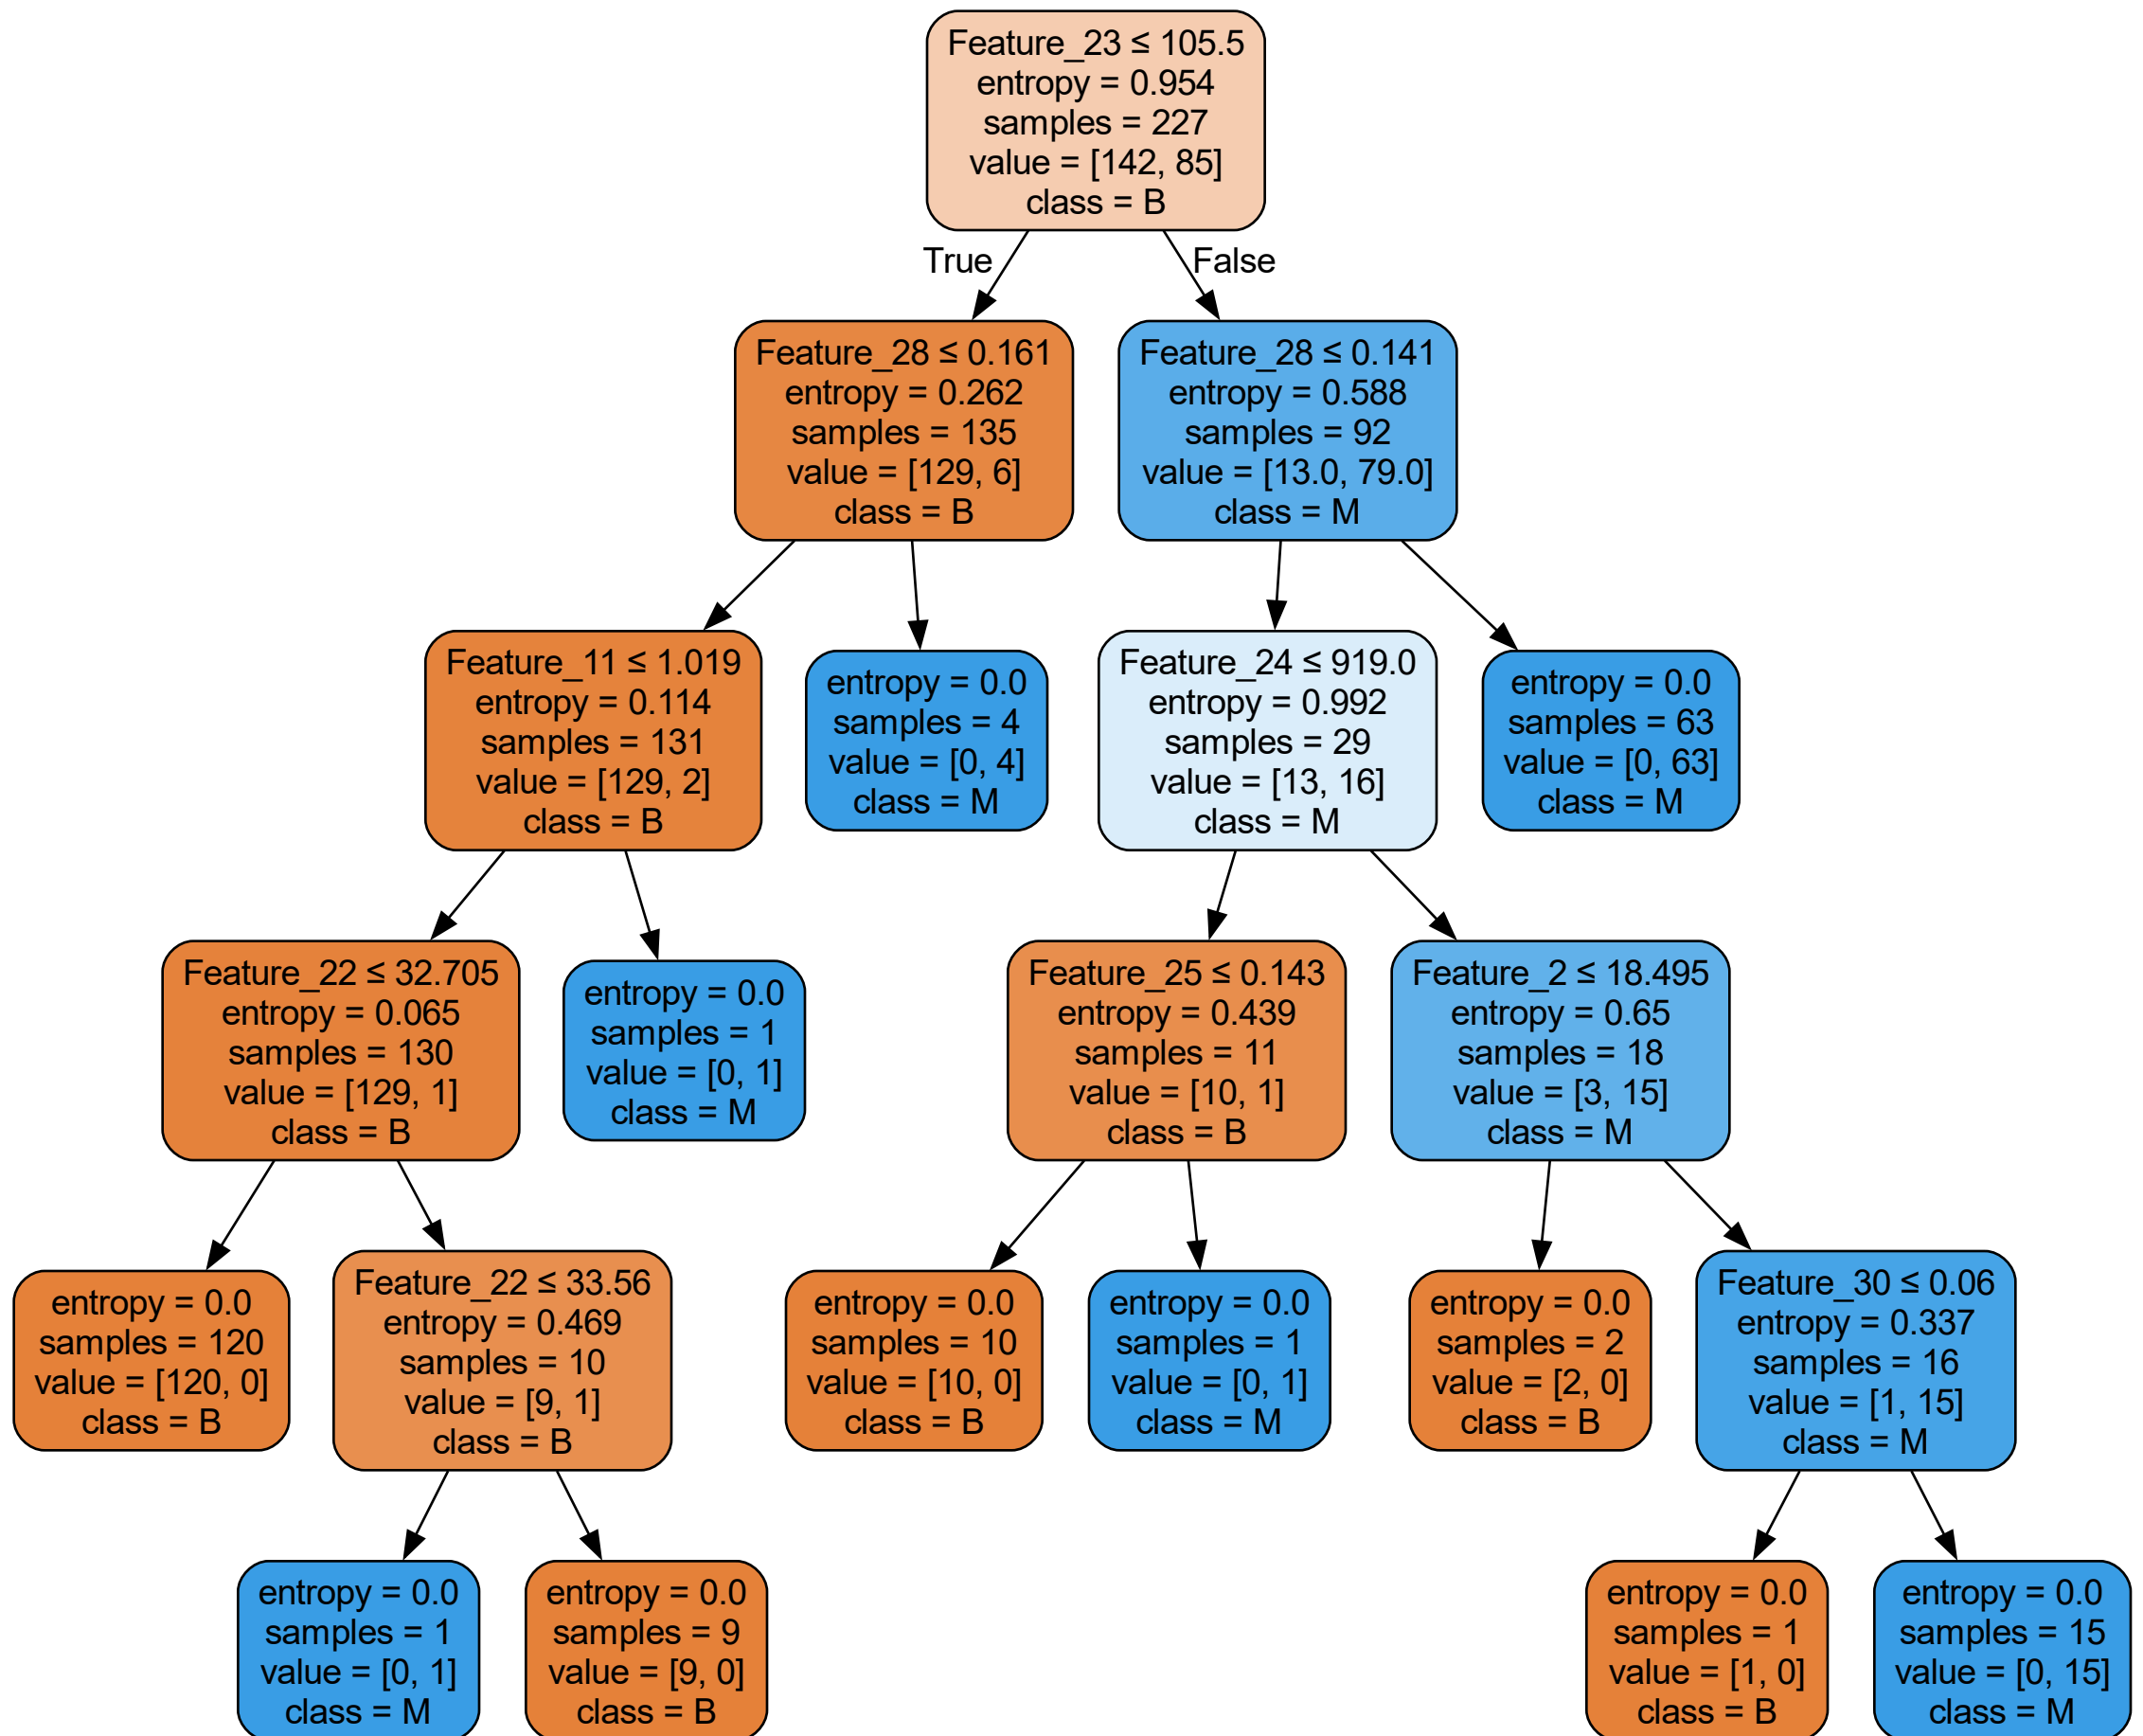 Feature_23 ≤ 105.5
entropy = 0.954
samples = 227
value = [142, 85]
class = B
True
False
Feature_28 ≤ 0.161
entropy = 0.262
samples = 135
value = [129, 6]
class = B
Feature_28 ≤ 0.141
entropy = 0.588
samples = 92
value = [13.0, 79.0]
class = M
Feature_11 ≤ 1.019
entropy = 0.114
samples = 131
value = [129, 2]
class = B
entropy = 0.0
samples = 4
value = [0, 4]
class = M
Feature_24 ≤ 919.0
entropy = 0.992
samples = 29
value = [13, 16]
class = M
entropy = 0.0
samples = 63
value = [0, 63]
class = M
Feature_22 ≤ 32.705
entropy = 0.065
samples = 130
value = [129, 1]
class = B
entropy = 0.0
samples = 1
value = [0, 1]
class = M
Feature_25 ≤ 0.143
entropy = 0.439
samples = 11
value = [10, 1]
class = B
Feature_2 ≤ 18.495
entropy = 0.65
samples = 18
value = [3, 15]
class = M
entropy = 0.0
samples = 120
value = [120, 0]
class = B
Feature_22 ≤ 33.56
entropy = 0.469
samples = 10
value = [9, 1]
class = B
entropy = 0.0
samples = 10
value = [10, 0]
class = B
entropy = 0.0
samples = 1
value = [0, 1]
class = M
entropy = 0.0
samples = 2
value = [2, 0]
class = B
Feature_30 ≤ 0.06
entropy = 0.337
samples = 16
value = [1, 15]
class = M
entropy = 0.0
samples = 1
value = [0, 1]
class = M
entropy = 0.0
samples = 9
value = [9, 0]
class = B
entropy = 0.0
samples = 1
value = [1, 0]
class = B
entropy = 0.0
samples = 15
value = [0, 15]
class = M